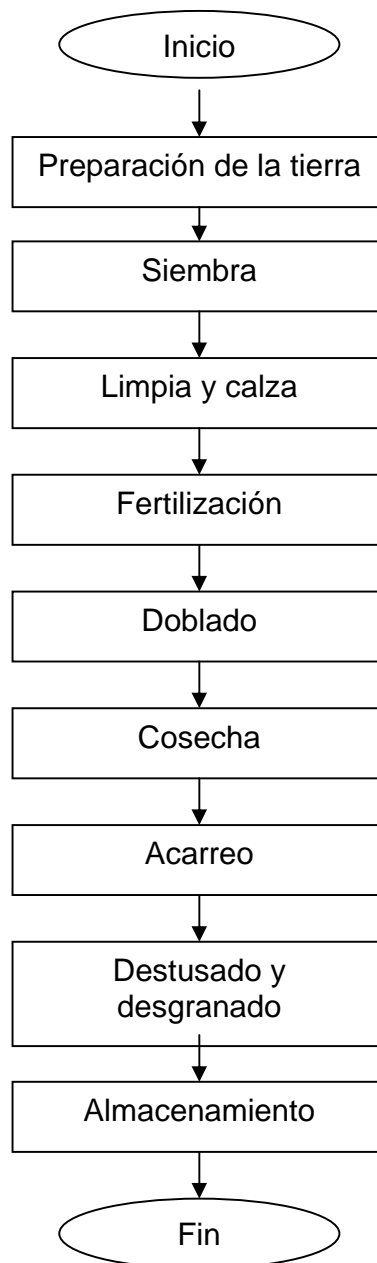 Inicio
Preparación de la tierra
Siembra
Limpia y calza
Fertilización
Doblado
Cosecha
Acarreo
Destusado y
desgranado
Almacenamiento
Fin